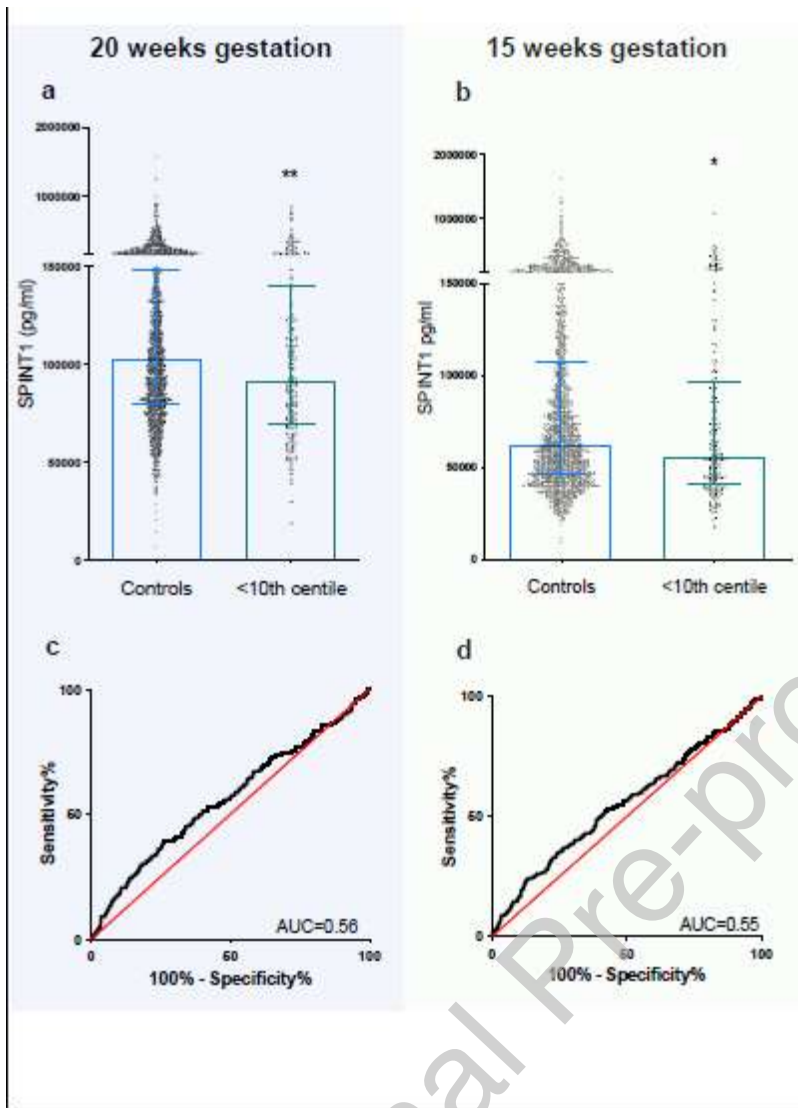 20 weeks gestation
15 weeks gestation
a
2000000
1000000
**
150000
100000
50000
0
SPINT1 (pg/ml)
Controls
<10th centile
b
2000000
1000000
*
150000
100000
50000
0
SPINT1 pg/ml
Controls
<10th centile
c
100
50
0
Sensitivity%
AUC=0.56
0
50
100
100% - Specificity%
d
100
50
0
Sensitivity%
AUC=0.55
0
50
100
100% - Specificity%
al Pre-pro